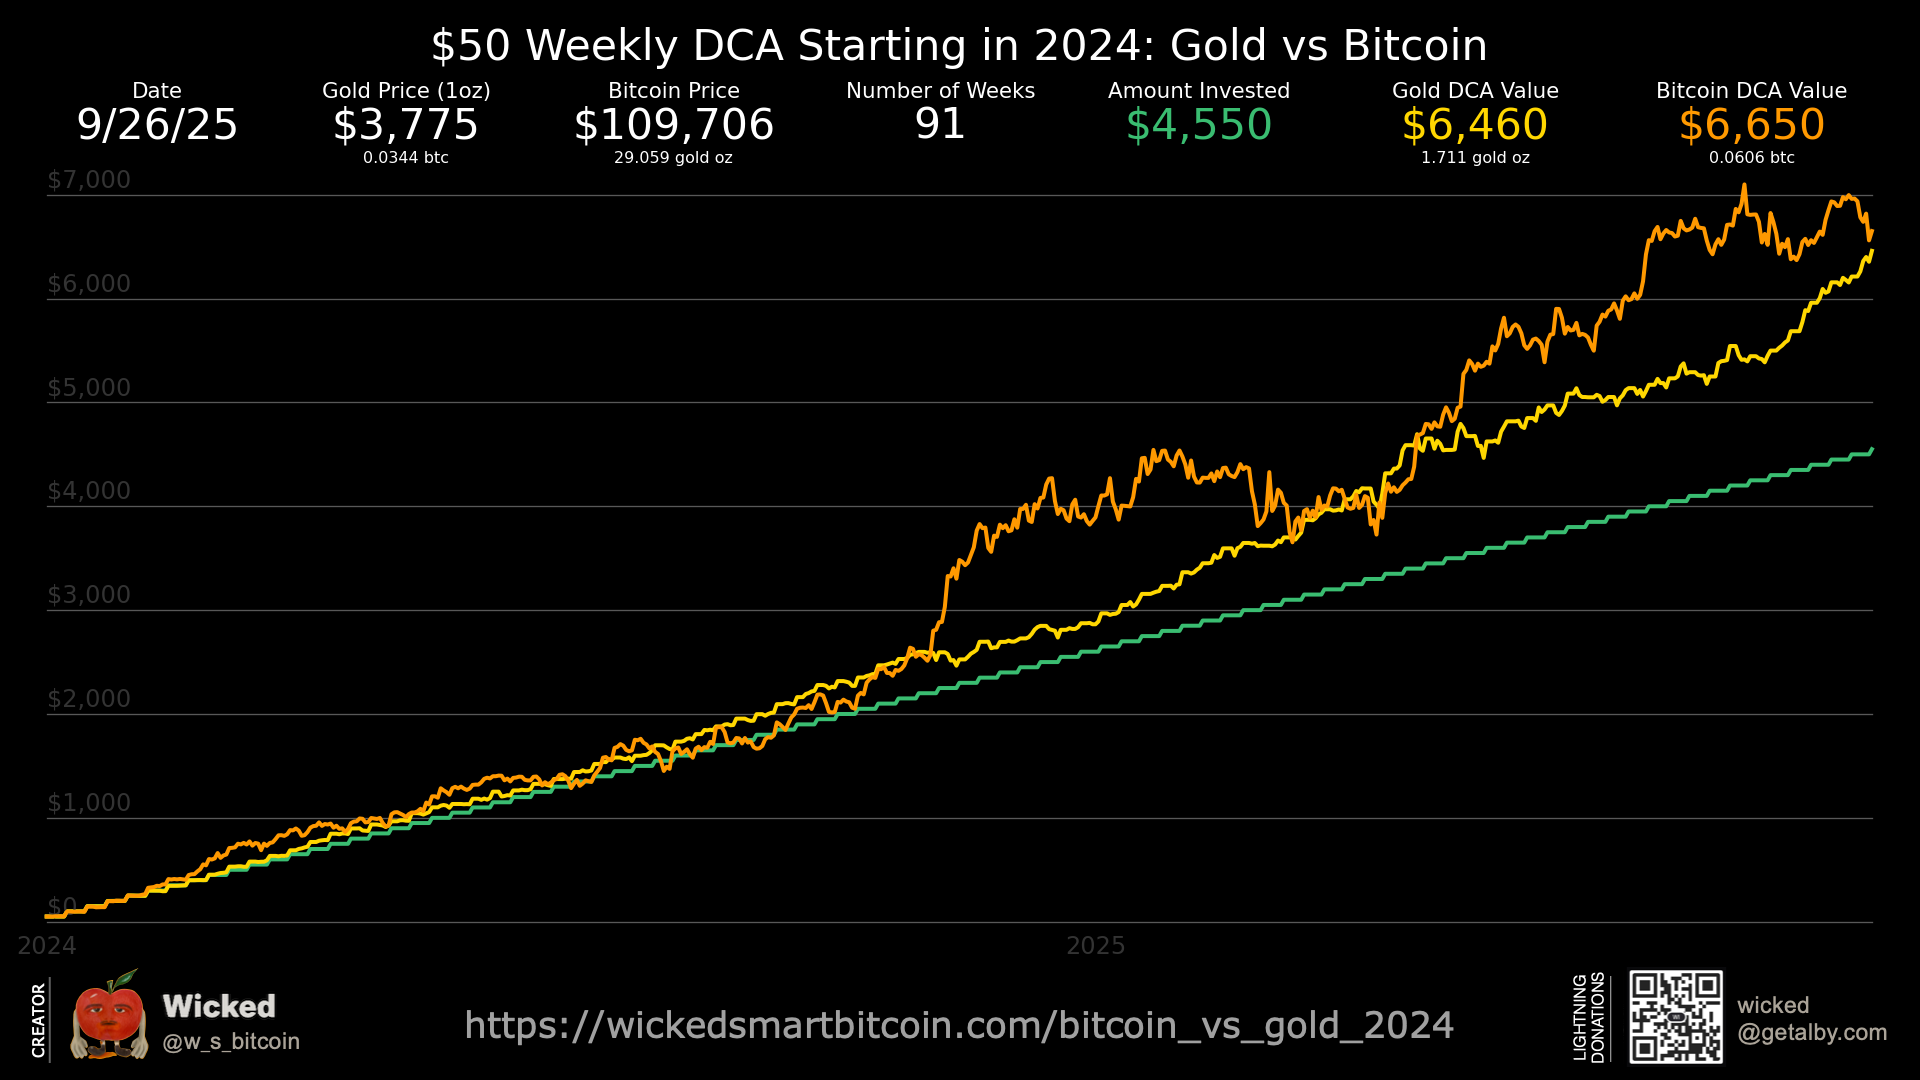 $50 Weekly DCA Starting in 2024: Gold vs Bitcoin
Date
9/26/25
Gold Price (1oz)
$3,775
0.0344 btc
Bitcoin Price
$109,706
29.059 gold oz
Number of Weeks
91
Amount Invested
$4,550
Gold DCA Value
$6,460
1.711 gold oz
Bitcoin DCA Value
$6,650
0.0606 btc
$7,000
$6,000
$5,000
$4,000
$3,000
$2,000
$1,000
$0
2024
2025
CREATOR
Wicked
@w_s_bitcoin
https://wickedsmartbitcoin.com/bitcoin_vs_gold_2024
LIGHTNING
DONATIONS
wicked
@getalby.com